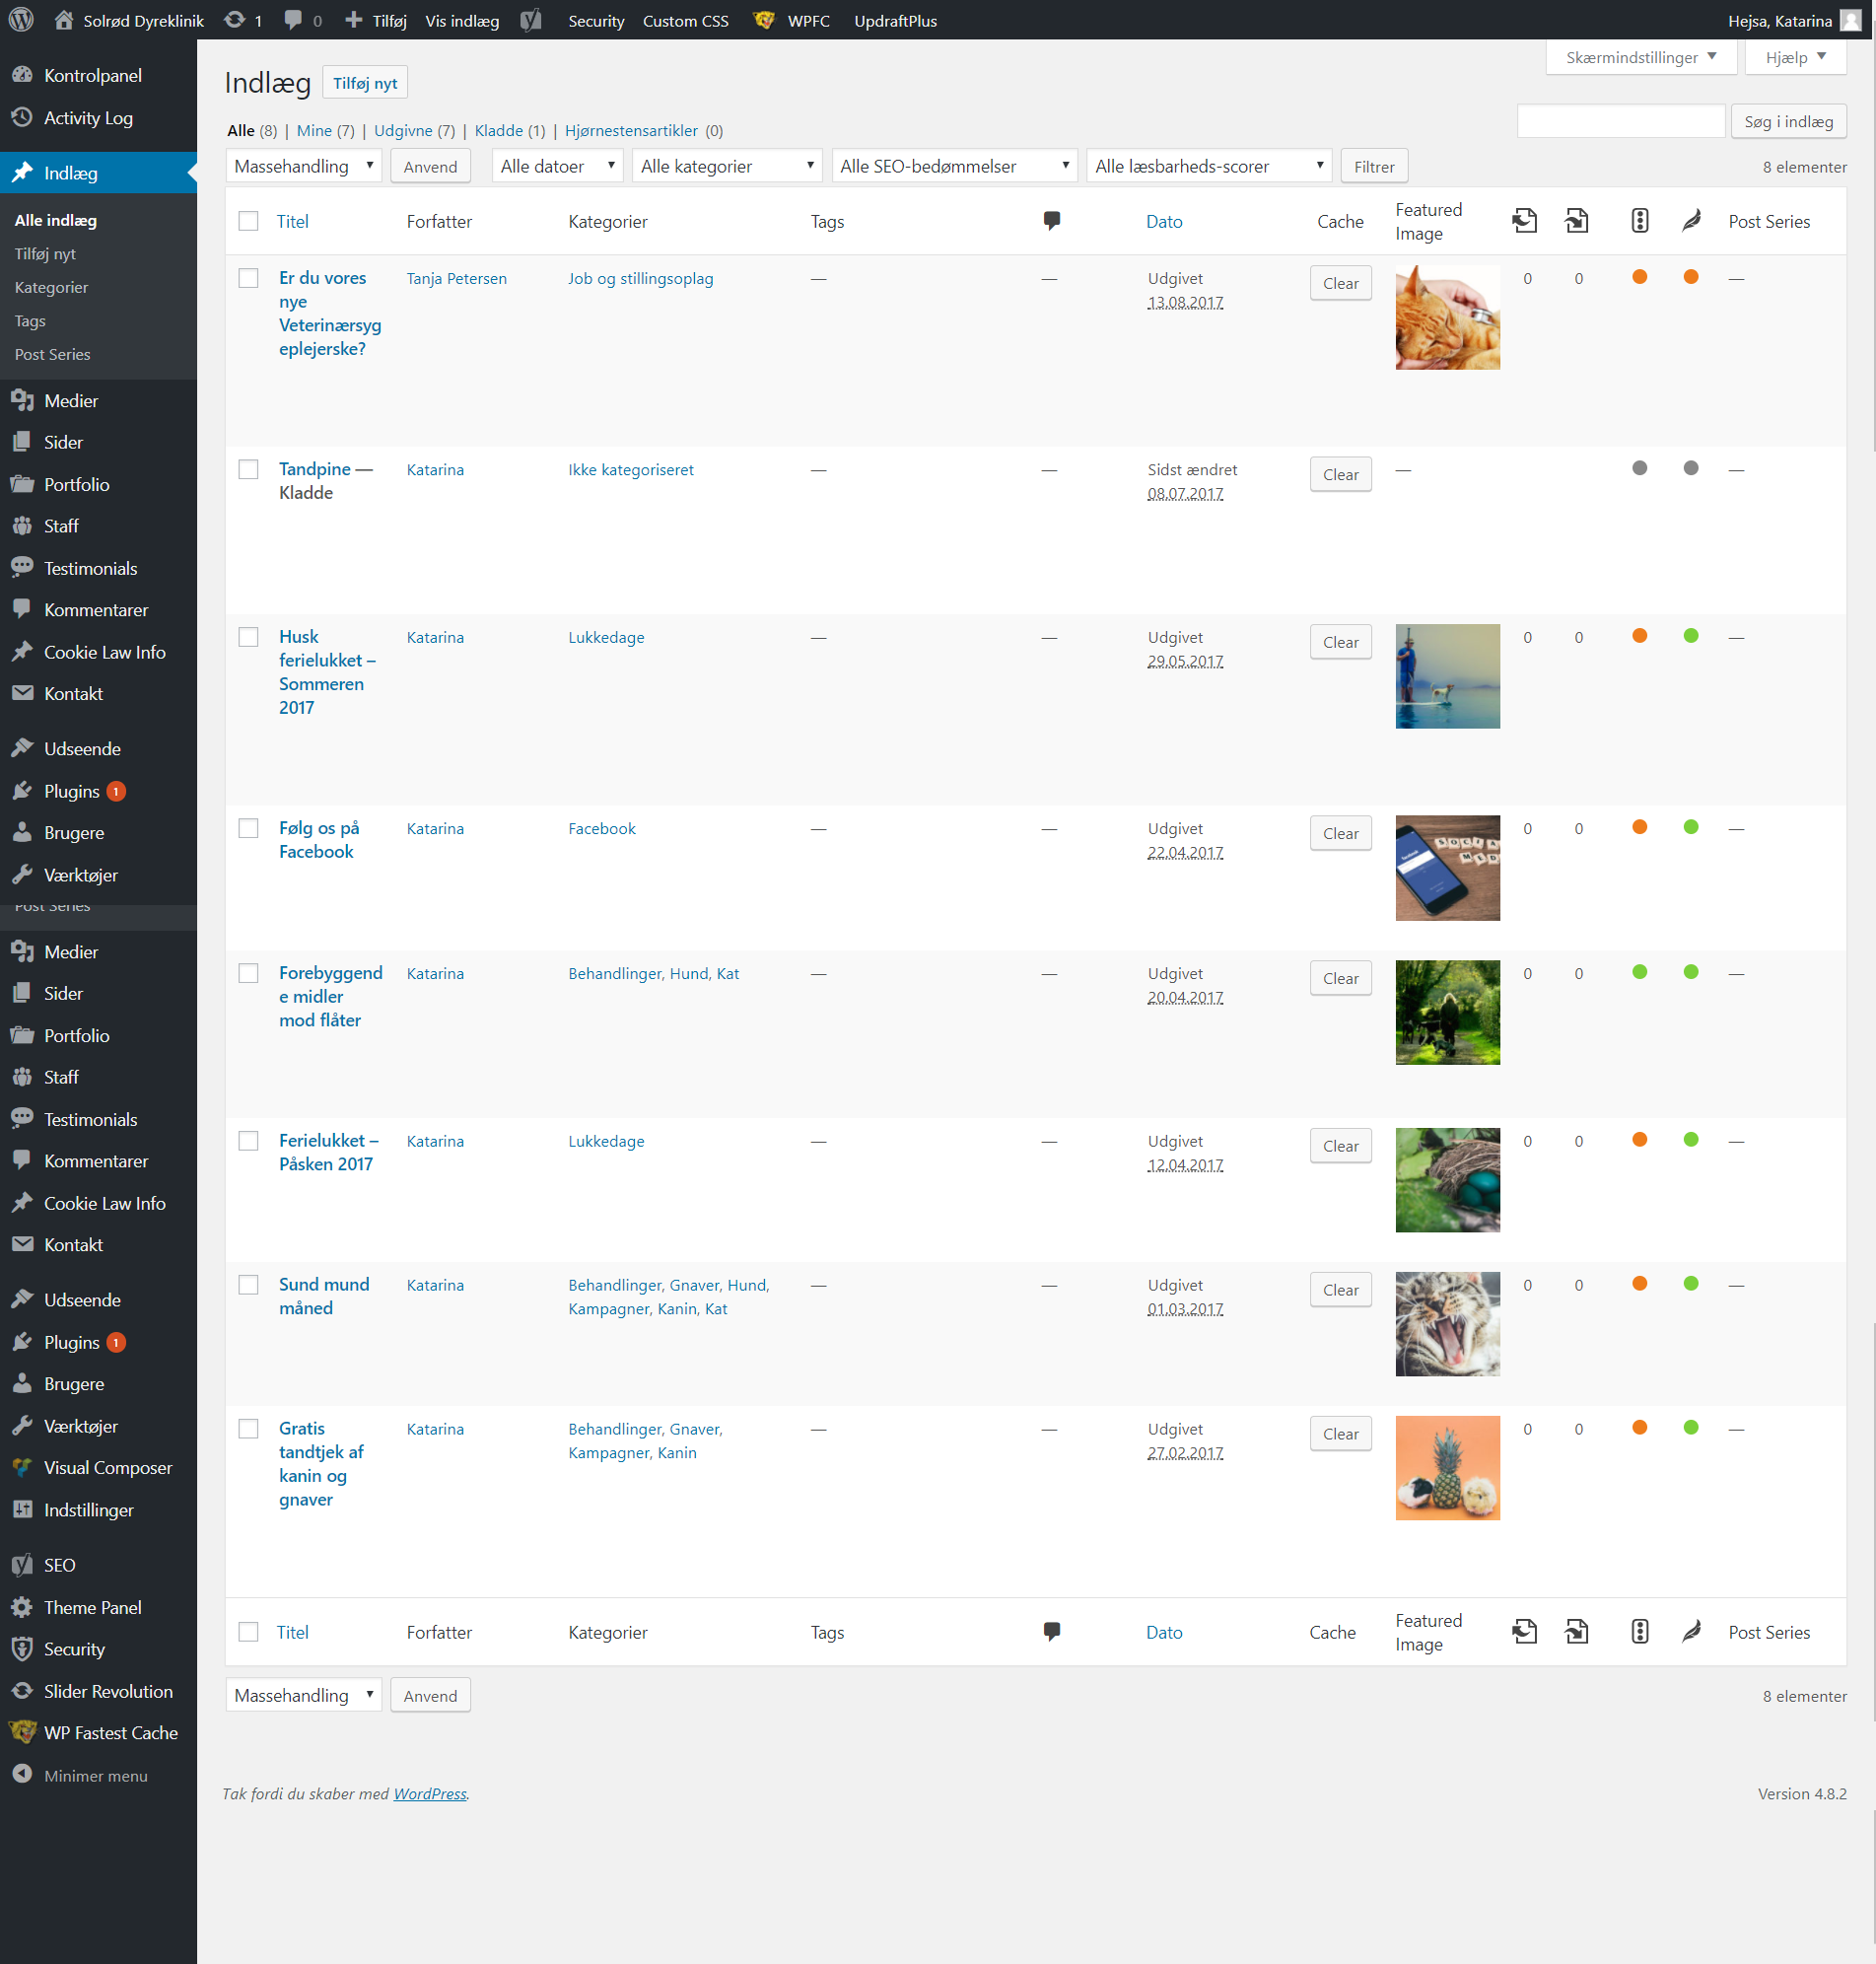 Solrød Dyreklinik 1 0 Tilføj Vis indlæg Security Custom CSS WPFC UpdraftPlus Hejsa, Katarina
Kontrolpanel
Activity Log
Indlæg
Alle indlæg
Tilføj nyt
Kategorier
Tags
Post Series
Medier
Sider
Portfolio
Staff
Testimonials
Kommentarer
Cookie Law Info
Kontakt
Udseende
Plugins 1
Brugere
Værktøjer
Post Series
Medier
Sider
Portfolio
Staff
Testimonials
Kommentarer
Cookie Law Info
Kontakt
Udseende
Plugins 1
Brugere
Værktøjer
Visual Composer
Indstillinger
SEO
Theme Panel
Security
Slider Revolution
WP Fastest Cache
Minimer menu
Skærmindstillinger Hjælp
Indlæg Tilføj nyt
Alle (8) | Mine (7) | Udgivne (7) | Kladde (1) | Hjørnestensartikler (0)
Søg i indlæg
Massehandling Anvend Alle datoer Alle kategorier Alle SEO-bedømmelser Alle læsbarheds-scorer Filtrer 8 elementer
Titel Forfatter Kategorier Tags Dato Cache Featured Image Post Series
Er du vores Tanja Petersen Job og stillingsoplag — — Udgivet Clear 0 0 —
nye 13.08.2017
Veterinærsyg
eplejerske?
Tandpine — Katarina Ikke kategoriseret — — Sidst ændret Clear — —
Kladde 08.07.2017
Husk Katarina Lukkedage — — Udgivet Clear 0 0 —
ferielukket – 29.05.2017
Sommeren
2017
Følg os på Katarina Facebook — — Udgivet Clear 0 0 —
Facebook 22.04.2017
SOCIA
MED
Forebyggend Katarina Behandlinger, Hund, Kat — — Udgivet Clear 0 0 —
e midler 20.04.2017
mod flåter
Ferielukket – Katarina Lukkedage — — Udgivet Clear 0 0 —
Påsken 2017 12.04.2017
Sund mund Katarina Behandlinger, Gnaver, Hund, — — Udgivet Clear 0 0 —
måned Kampagner, Kanin, Kat 01.03.2017
Gratis Katarina Behandlinger, Gnaver, — — Udgivet Clear 0 0 —
tandtjek af Kampagner, Kanin 27.02.2017
kanin og
gnaver
Titel Forfatter Kategorier Tags Dato Cache Featured Image Post Series
Massehandling Anvend 8 elementer
Tak fordi du skaber med WordPress. Version 4.8.2